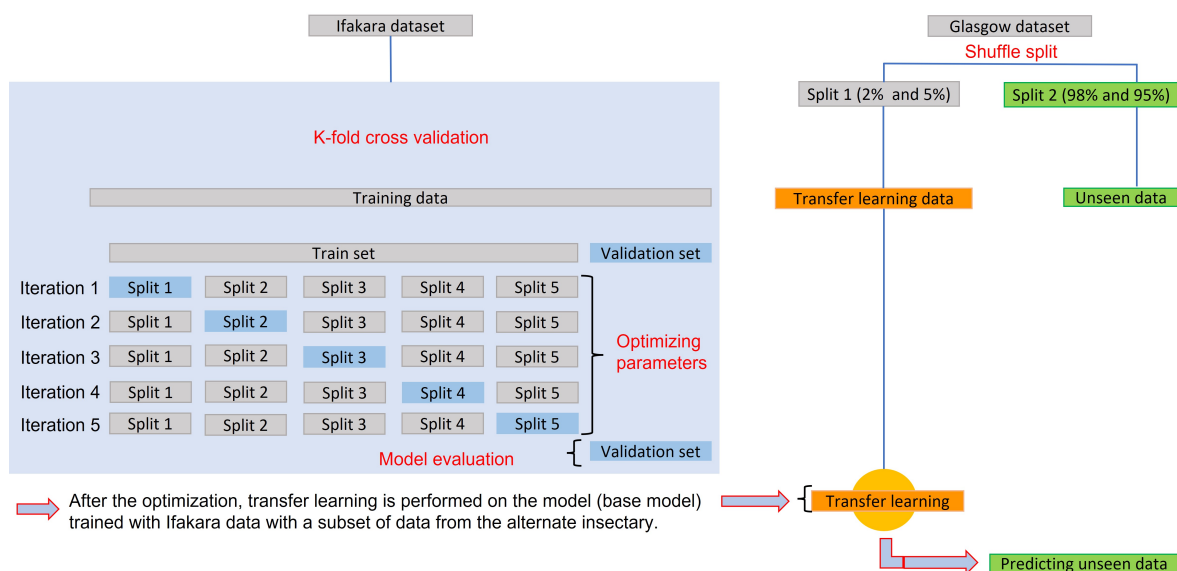 Ifakara dataset
K-fold cross validation
Training data
Train set
Validation set
Iteration 1 Split 1 Split 2 Split 3 Split 4 Split 5
Iteration 2 Split 1 Split 2 Split 3 Split 4 Split 5
Iteration 3 Split 1 Split 2 Split 3 Split 4 Split 5
Iteration 4 Split 1 Split 2 Split 3 Split 4 Split 5
Iteration 5 Split 1 Split 2 Split 3 Split 4 Split 5
Optimizing
parameters
Model evaluation
Validation set
After the optimization, transfer learning is performed on the model (base model)
trained with Ifakara data with a subset of data from the alternate insectary.
Glasgow dataset
Shuffle split
Split 1 (2% and 5%)
Split 2 (98% and 95%)
Transfer learning data
Unseen data
Transfer learning
Predicting unseen data